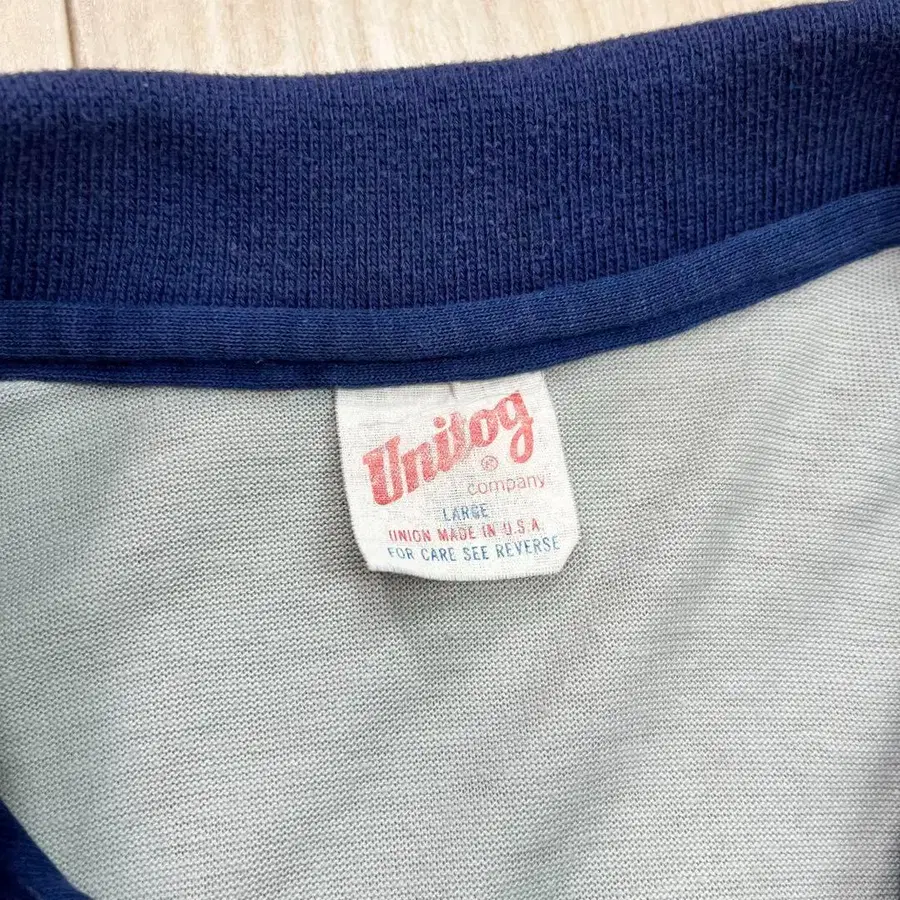 Unitog
®
company
LARGE
UNION MADE IN U.S.A.
FOR CARE SEE REVERSE